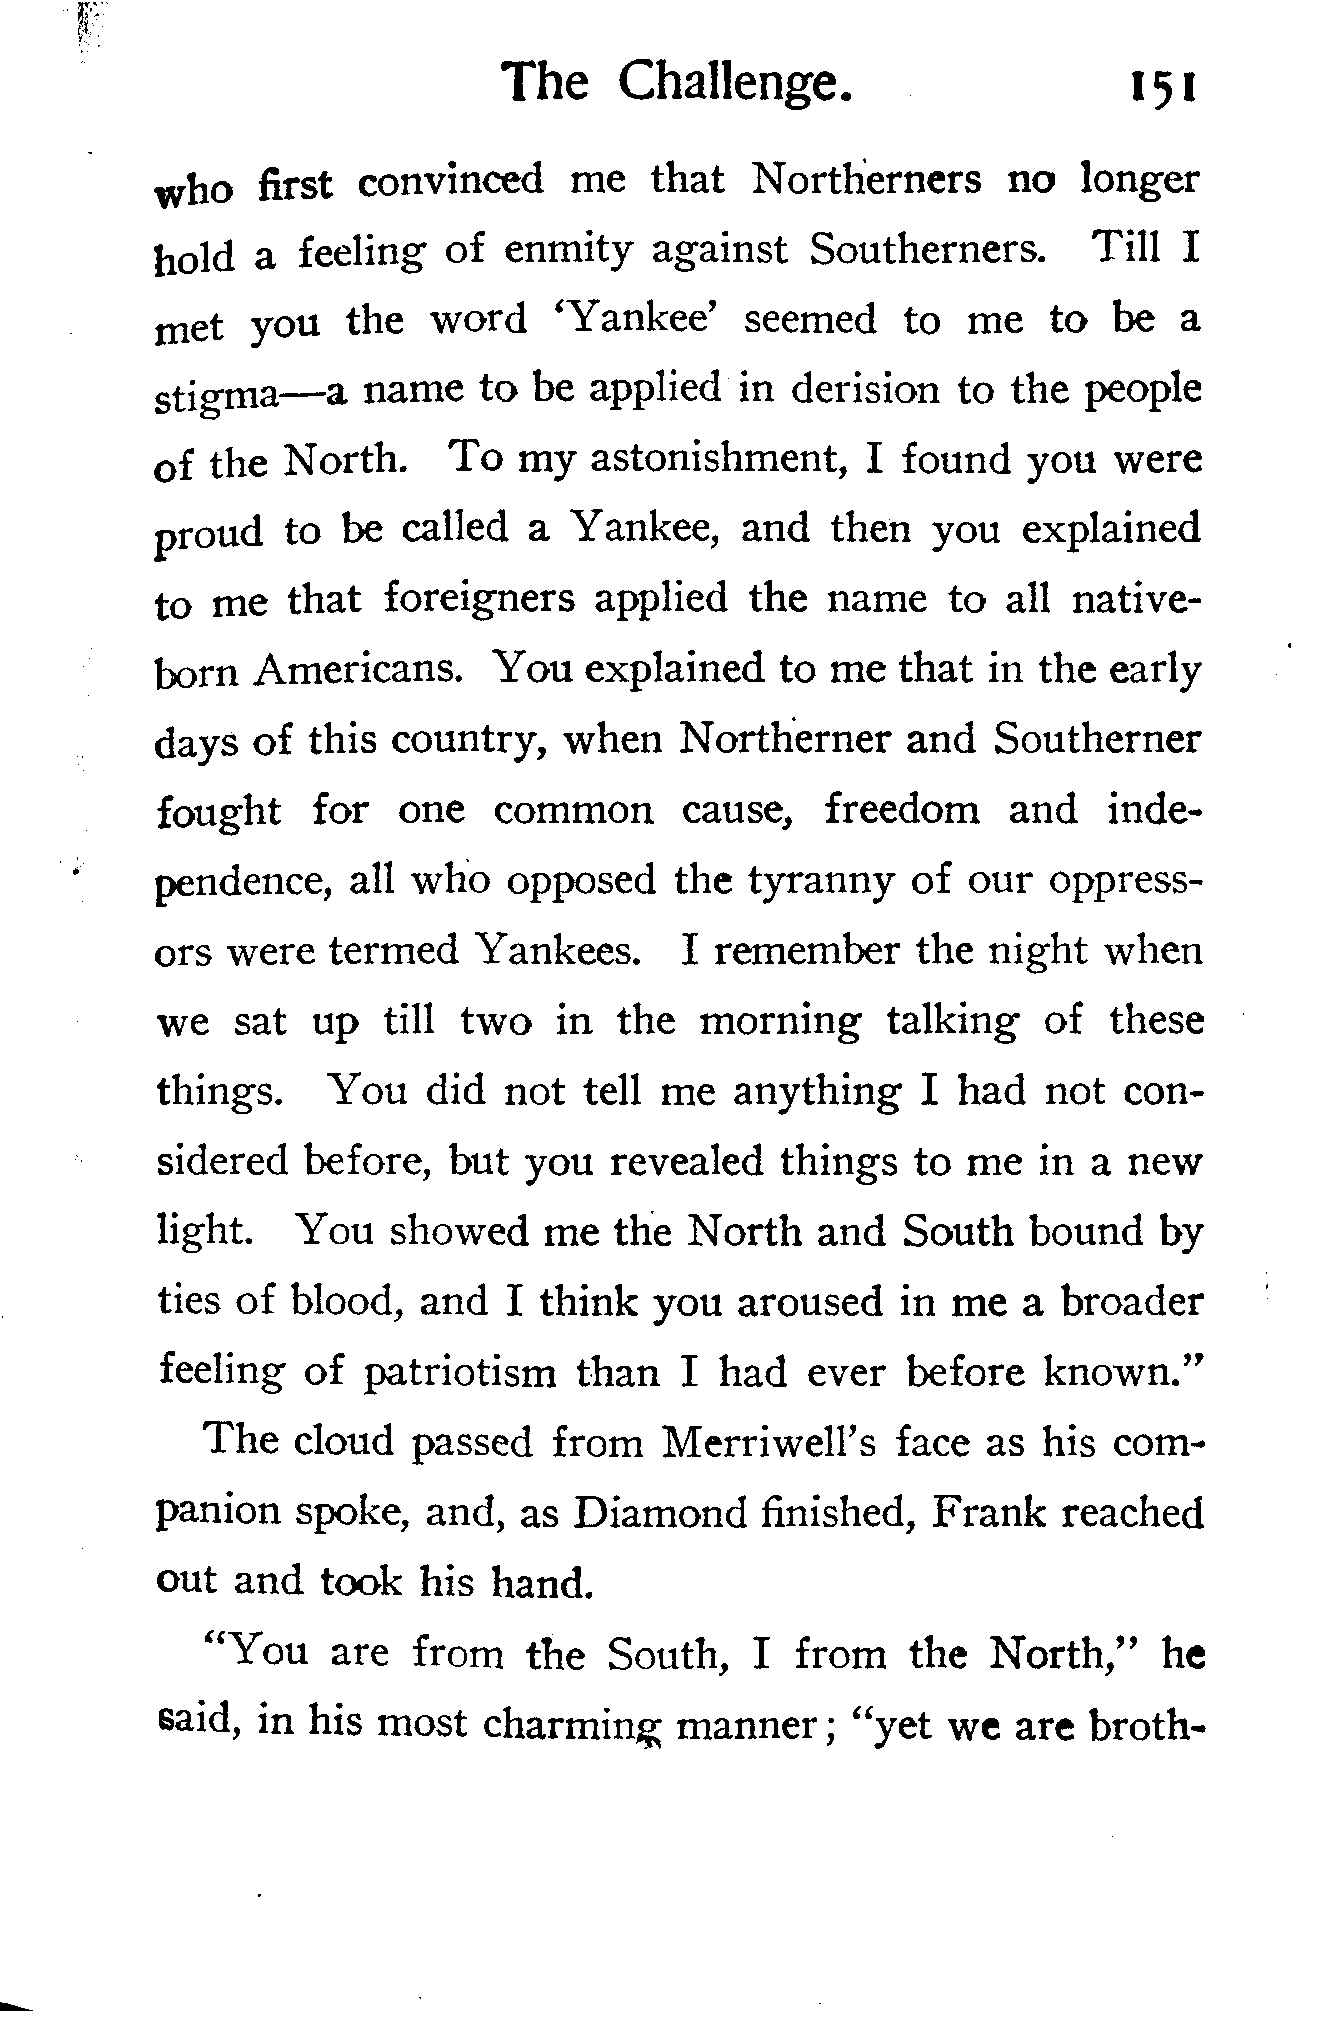 The Challenge. 151
who first convinced me that Northerners no longer
hold a feeling of enmity against Southerners. Till I
met you the word ‘Yankee’ seemed to me to be a
stigma—a name to be applied in derision to the people
of the North. To my astonishment, I found you were
proud to be called a Yankee, and then you explained
to me that foreigners applied the name to all native-
born Americans. You explained to me that in the early
days of this country, when Northerner and Southerner
fought for one common cause, freedom and inde-
pendence, all who opposed the tyranny of our oppress-
ors were termed Yankees. I remember the night when
we sat up till two in the morning talking of these
things. You did not tell me anything I had not con-
sidered before, but you revealed things to me in a new
light. You showed me the North and South bound by
ties of blood, and I think you aroused in me a broader
feeling of patriotism than I had ever before known.”
The cloud passed from Merriwell’s face as his com-
panion spoke, and, as Diamond finished, Frank reached
out and took his hand.
“You are from the South, I from the North,” he
said, in his most charming manner; “yet we are broth-